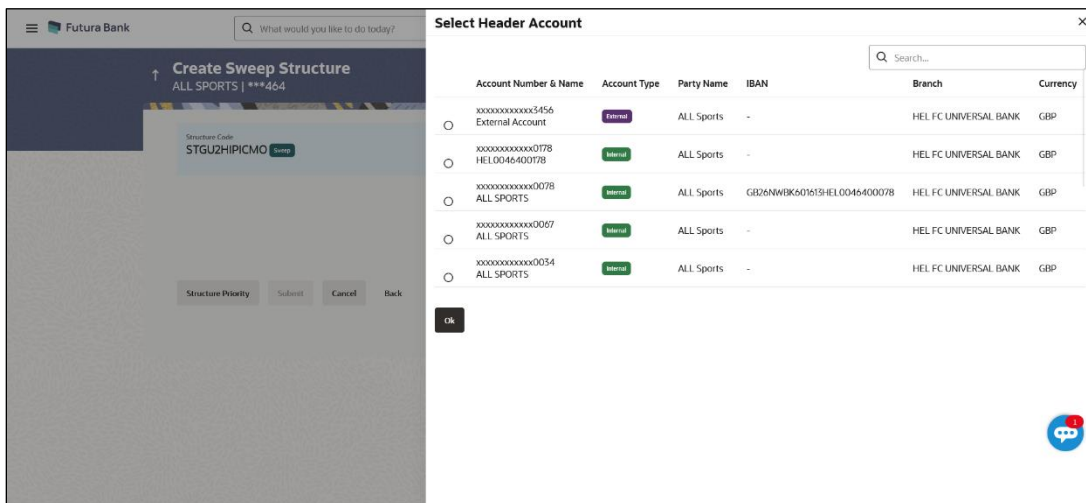 Futura Bank
What would you like to do today?
Create Sweep Structure
ALL SPORTS | ***464
Structure Code
STGU2HIPICMO Sweep
Structure Priority Submit Cancel Back
Select Header Account
Search...
Account Number & Name Account Type Party Name IBAN Branch Currency
xxxxxxxxxxxx3456
External Account External ALL Sports - HEL FC UNIVERSAL BANK GBP
xxxxxxxxxxxx0178
HEL0046400178 Internal ALL Sports - HEL FC UNIVERSAL BANK GBP
xxxxxxxxxxxx0078
ALL SPORTS Internal ALL Sports GB26NWBK601613HEL0046400078 HEL FC UNIVERSAL BANK GBP
xxxxxxxxxxxx0067
ALL SPORTS Internal ALL Sports - HEL FC UNIVERSAL BANK GBP
xxxxxxxxxxxx0034
ALL SPORTS Internal ALL Sports - HEL FC UNIVERSAL BANK GBP
Ok
1